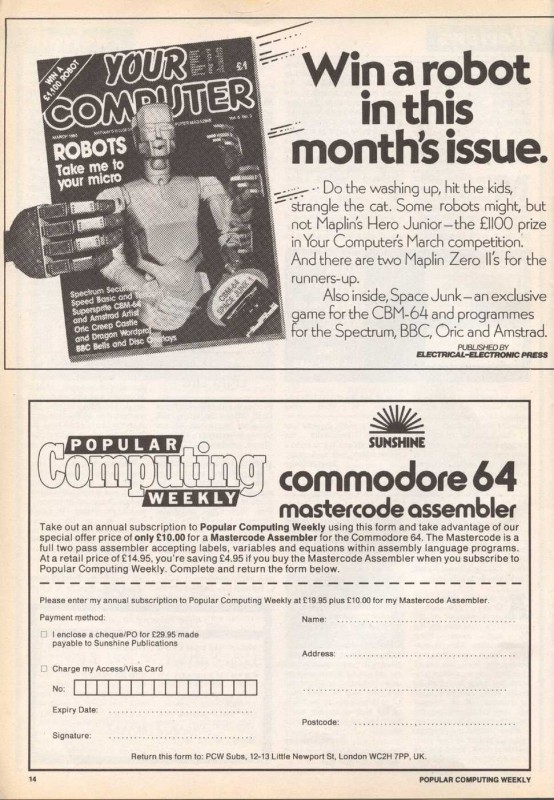 WIN A
£1,100 ROBOT
YOUR
£1
COMPUTER
ROBOTS
Take me to
your micro
Spectrum
Speed Basic and
Supersprite CBM-64
and Amstrad Artist
Oric Creep Castle
and Dragon
BBC Bells and Disc
CBM-64
SPACE JUNK
Win a robot
in this
month's issue.
Do the washing up, hit the kids,
strangle the cat. Some robots might, but
not Maplin's Hero Junior—the £1100 prize
in Your Computer's March competition.
And there are two Maplin Zero II's for the
runners-up.
Also inside, Space Junk—an exclusive
game for the CBM-64 and programmes
for the Spectrum, BBC, Oric and Amstrad.
PUBLISHED BY
ELECTRICAL-ELECTRONIC PRESS
POPULAR
Computing
WEEKLY
SUNSHINE
commodore 64
mastercode assembler
Take out an annual subscription to Popular Computing Weekly using this form and take advantage of our
special offer price of only £10.00 for a Mastercode Assembler for the Commodore 64. The Mastercode is a
full two pass assembler accepting labels, variables and equations within assembly language programs.
At a retail price of £14.95, you're saving £4.95 if you buy the Mastercode Assembler when you subscribe to
Popular Computing Weekly. Complete and return the form below.
Please enter my annual subscription to Popular Computing Weekly at £19.95 plus £10.00 for my Mastercode Assembler.
Payment method:
I enclose a cheque/PO for £29.95 made
payable to Sunshine Publications
Charge my Access/Visa Card
No:
Expiry Date:
Signature:
Name:
Address:
Postcode:
Return this form to: PCW Subs, 12-13 Little Newport St, London WC2H 7PP, UK.
14
POPULAR COMPUTING WEEKLY